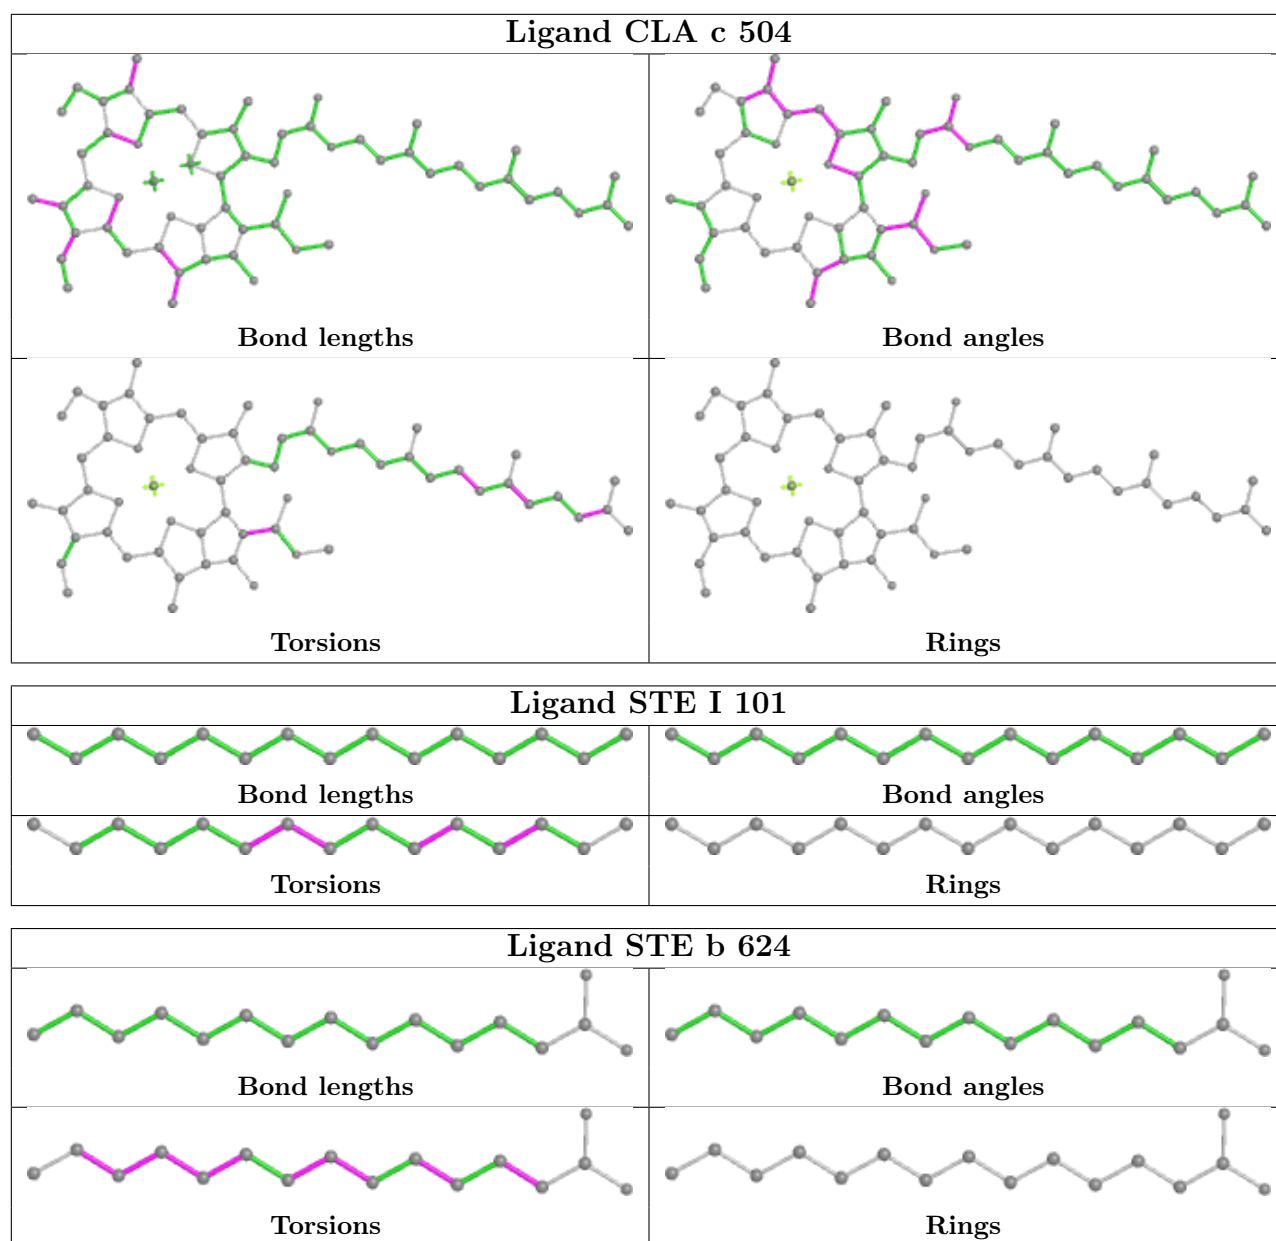 Ligand CLA c 504
Bond lengths Bond angles
Torsions Rings
Ligand STE I 101
Bond lengths Bond angles
Torsions Rings
Ligand STE b 624
Bond lengths Bond angles
Torsions Rings